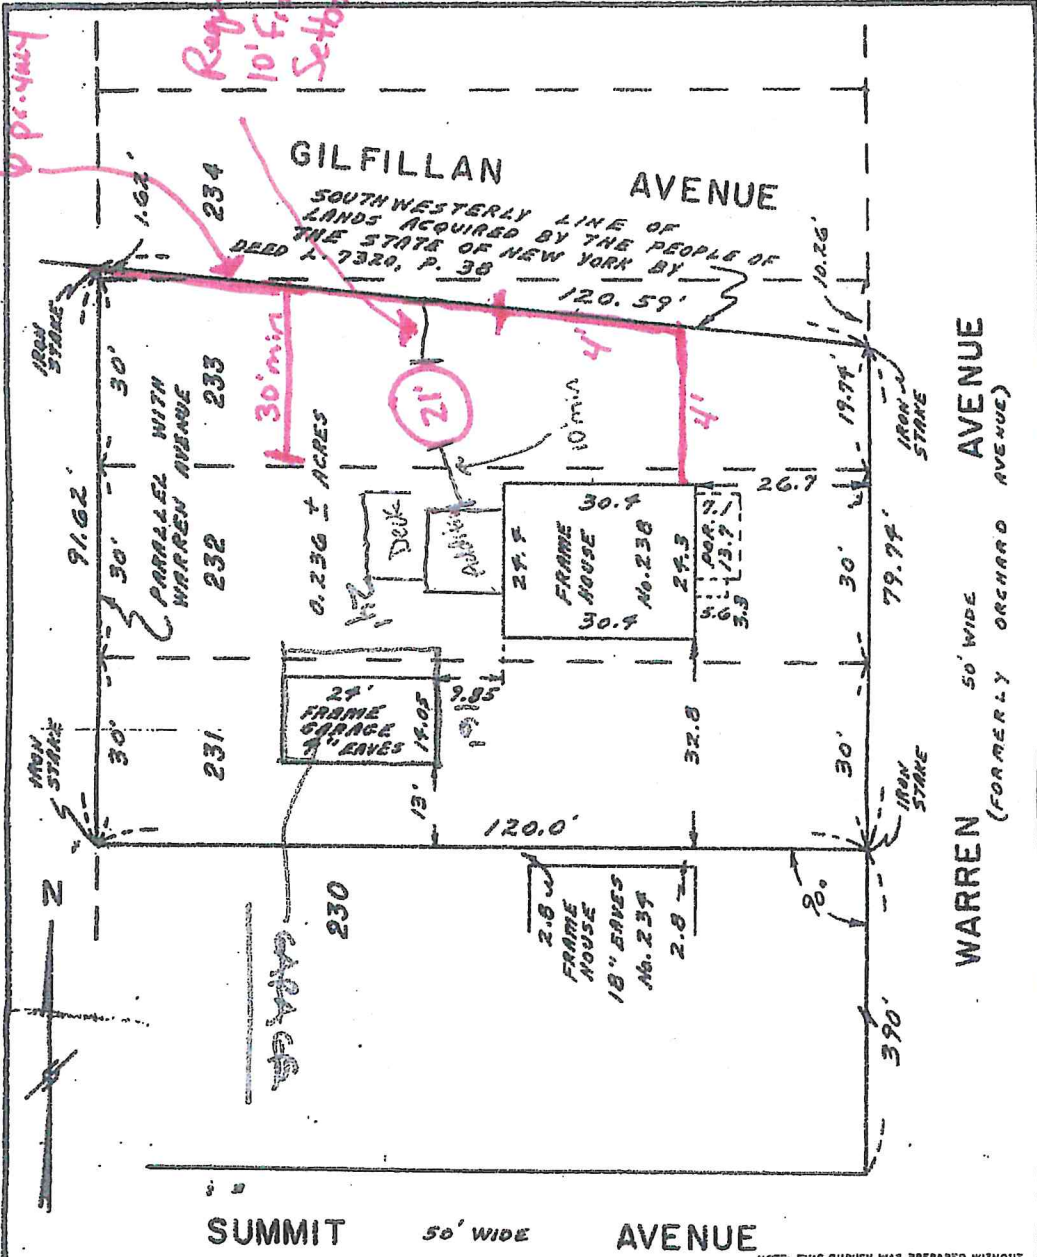 10'
GILFILLAN AVENUE
SOUTHWESTERLY LINE OF
LANDS ACQUIRED BY THE PEOPLE OF
THE STATE OF NEW YORK BY
DEED L. 7320, P. 38
1.62'
234
120.59'
10.26'
IRON
STAKE
30'
PARALLEL WITH
WARREN AVENUE
233
30'min
21'
10 min
4'
4'
19.74'
IRON
STAKE
91.62'
30'
232
0.236 ± ACRES
Deck
Addition
24'
30.4
24.4
FRAME
HOUSE
No.238
30.4
24.3
26.7
7.1
POR.
13.7
5.6
3.3
30'
79.74'
IRON
STAKE
30'
231
24'
FRAME
GARAGE
4" EAVES
14.05
9.85
13'
32.8
30'
IRON
STAKE
120.0'
90°
N
230
GARAGE
2.8
FRAME
HOUSE
18" EAVES
No.234
2.8
390'
WARREN 50' WIDE AVENUE
(FORMERLY ORCHARD AVENUE)
SUMMIT 50' WIDE AVENUE